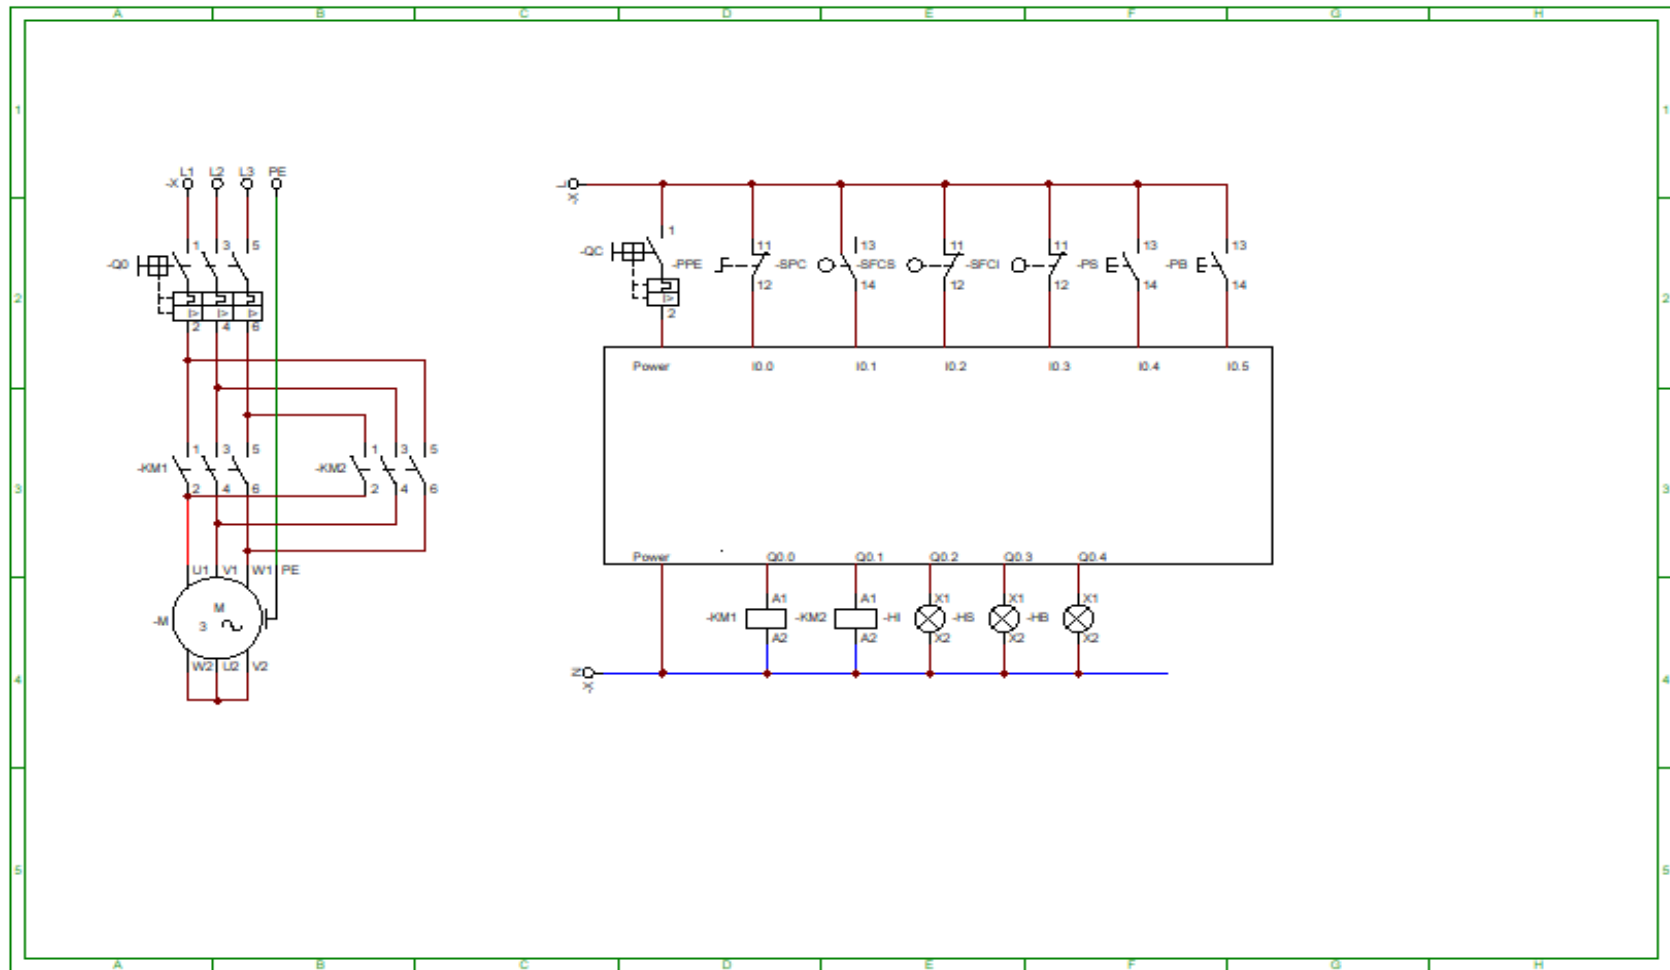 A B C D E F G H
1 1
L1 L2 L3 PE
-X
L
X
1 3 5
-Q0
1
-QC
-PPE 11 -SPC 13 -SFCS 11 -SFCI 11 -PS 13 -PB 13
12 14 12 12 14 14
I> I> I>
I>
2 2
2 4 6
2
Power I0.0 I0.1 I0.2 I0.3 I0.4 I0.5
1 3 5 1 3 5
-KM1 -KM2
2 4 6 2 4 6
3 3
Power Q0.0 Q0.1 Q0.2 Q0.3 Q0.4
U1 V1 W1 PE
A1 A1 X1 X1 X1
-M M
3
-KM1 -KM2 -HI -HS -HB
A2 A2 X2 X2 X2
W2 U2 V2
N
X
4 4
5 5
A B C D E F G H